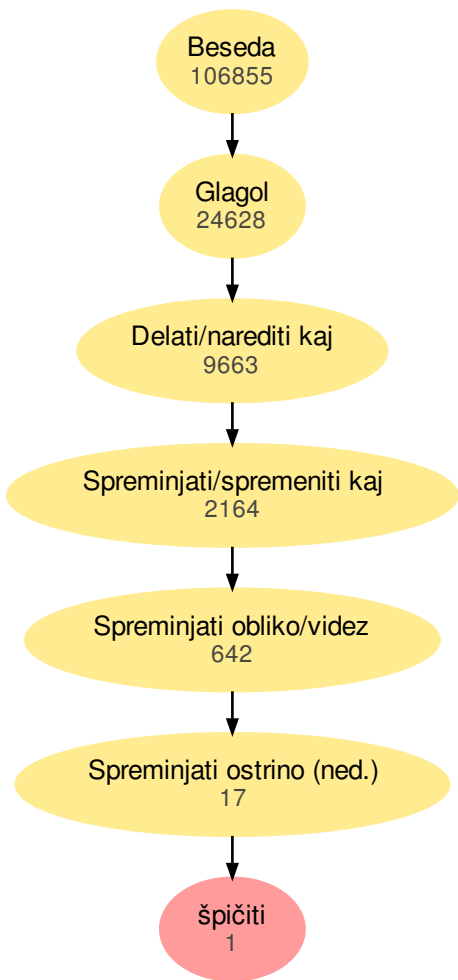 Beseda
106855
Glagol
24628
Delati/narediti kaj
9663
Spreminjati/spremeniti kaj
2164
Spreminjati obliko/videz
642
Spreminjati ostrino (ned.)
17
špičiti
1